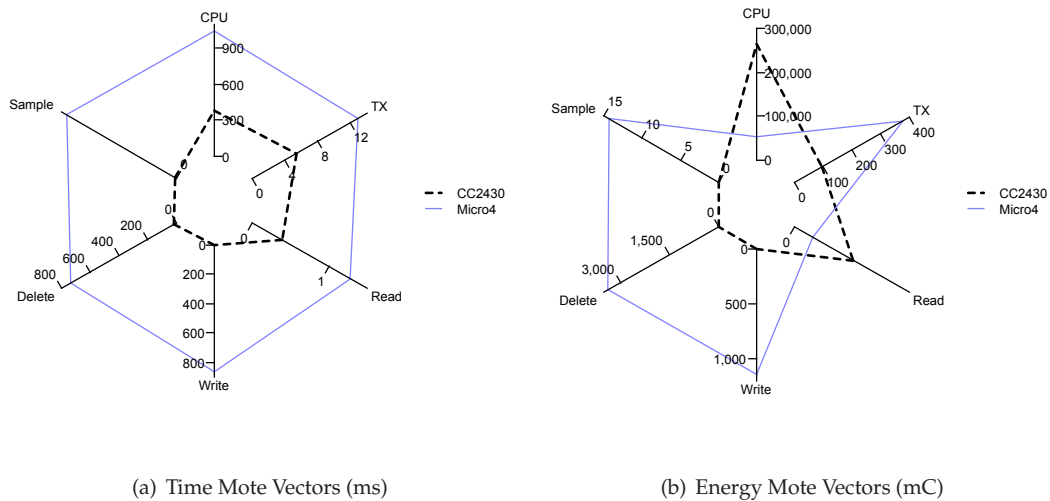 CPU
900
600
300
0
TX
12
8
4
0
Sample
0
0
200
400
600
800
Delete
0
1
Read
0
200
400
600
800
Write
CC2430
Micro4
(a) Time Mote Vectors (ms)
CPU
300,000
200,000
100,000
0
TX
400
300
200
100
0
Sample
15
10
5
0
0
1,500
3,000
Delete
0
Read
0
500
1,000
Write
CC2430
Micro4
(b) Energy Mote Vectors (mC)